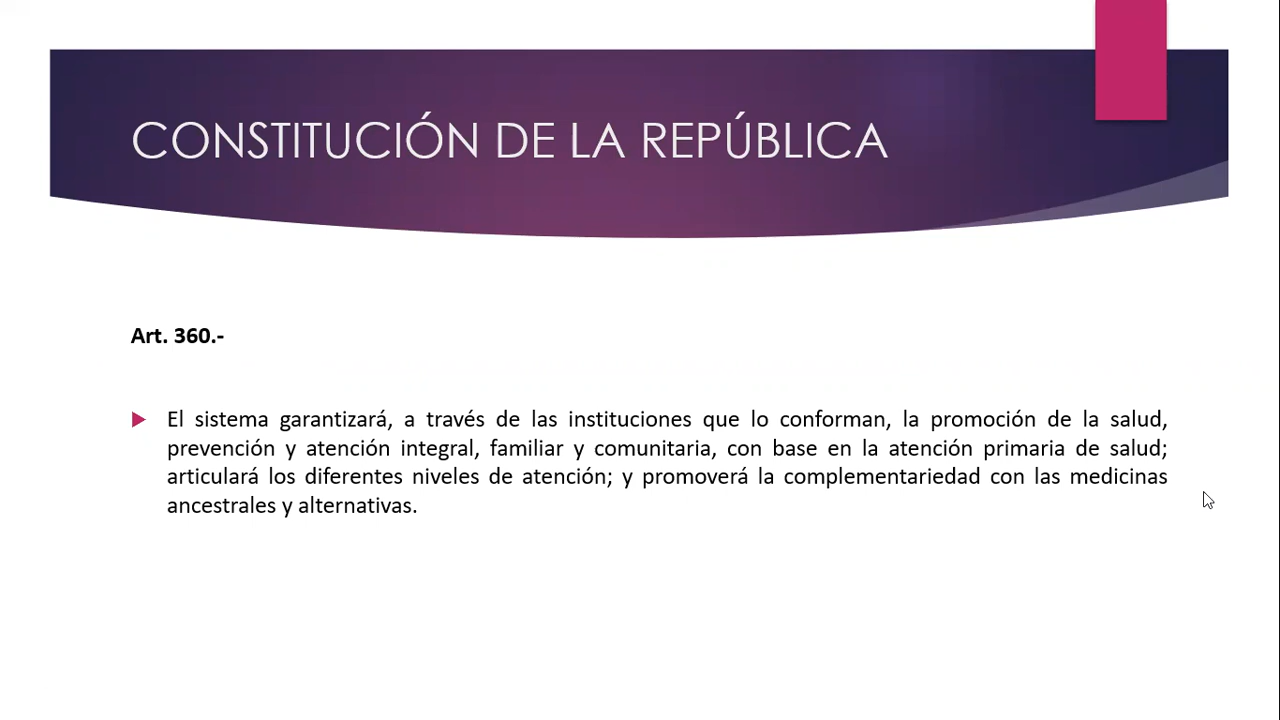 CONSTITUCIÓN DE LA REPÚBLICA
Art. 360.-
El sistema garantizará, a través de las instituciones que lo conforman, la promoción de la salud,
prevención y atención integral, familiar y comunitaria, con base en la atención primaria de salud;
articulará los diferentes niveles de atención; y promoverá la complementariedad con las medicinas
ancestrales y alternativas.